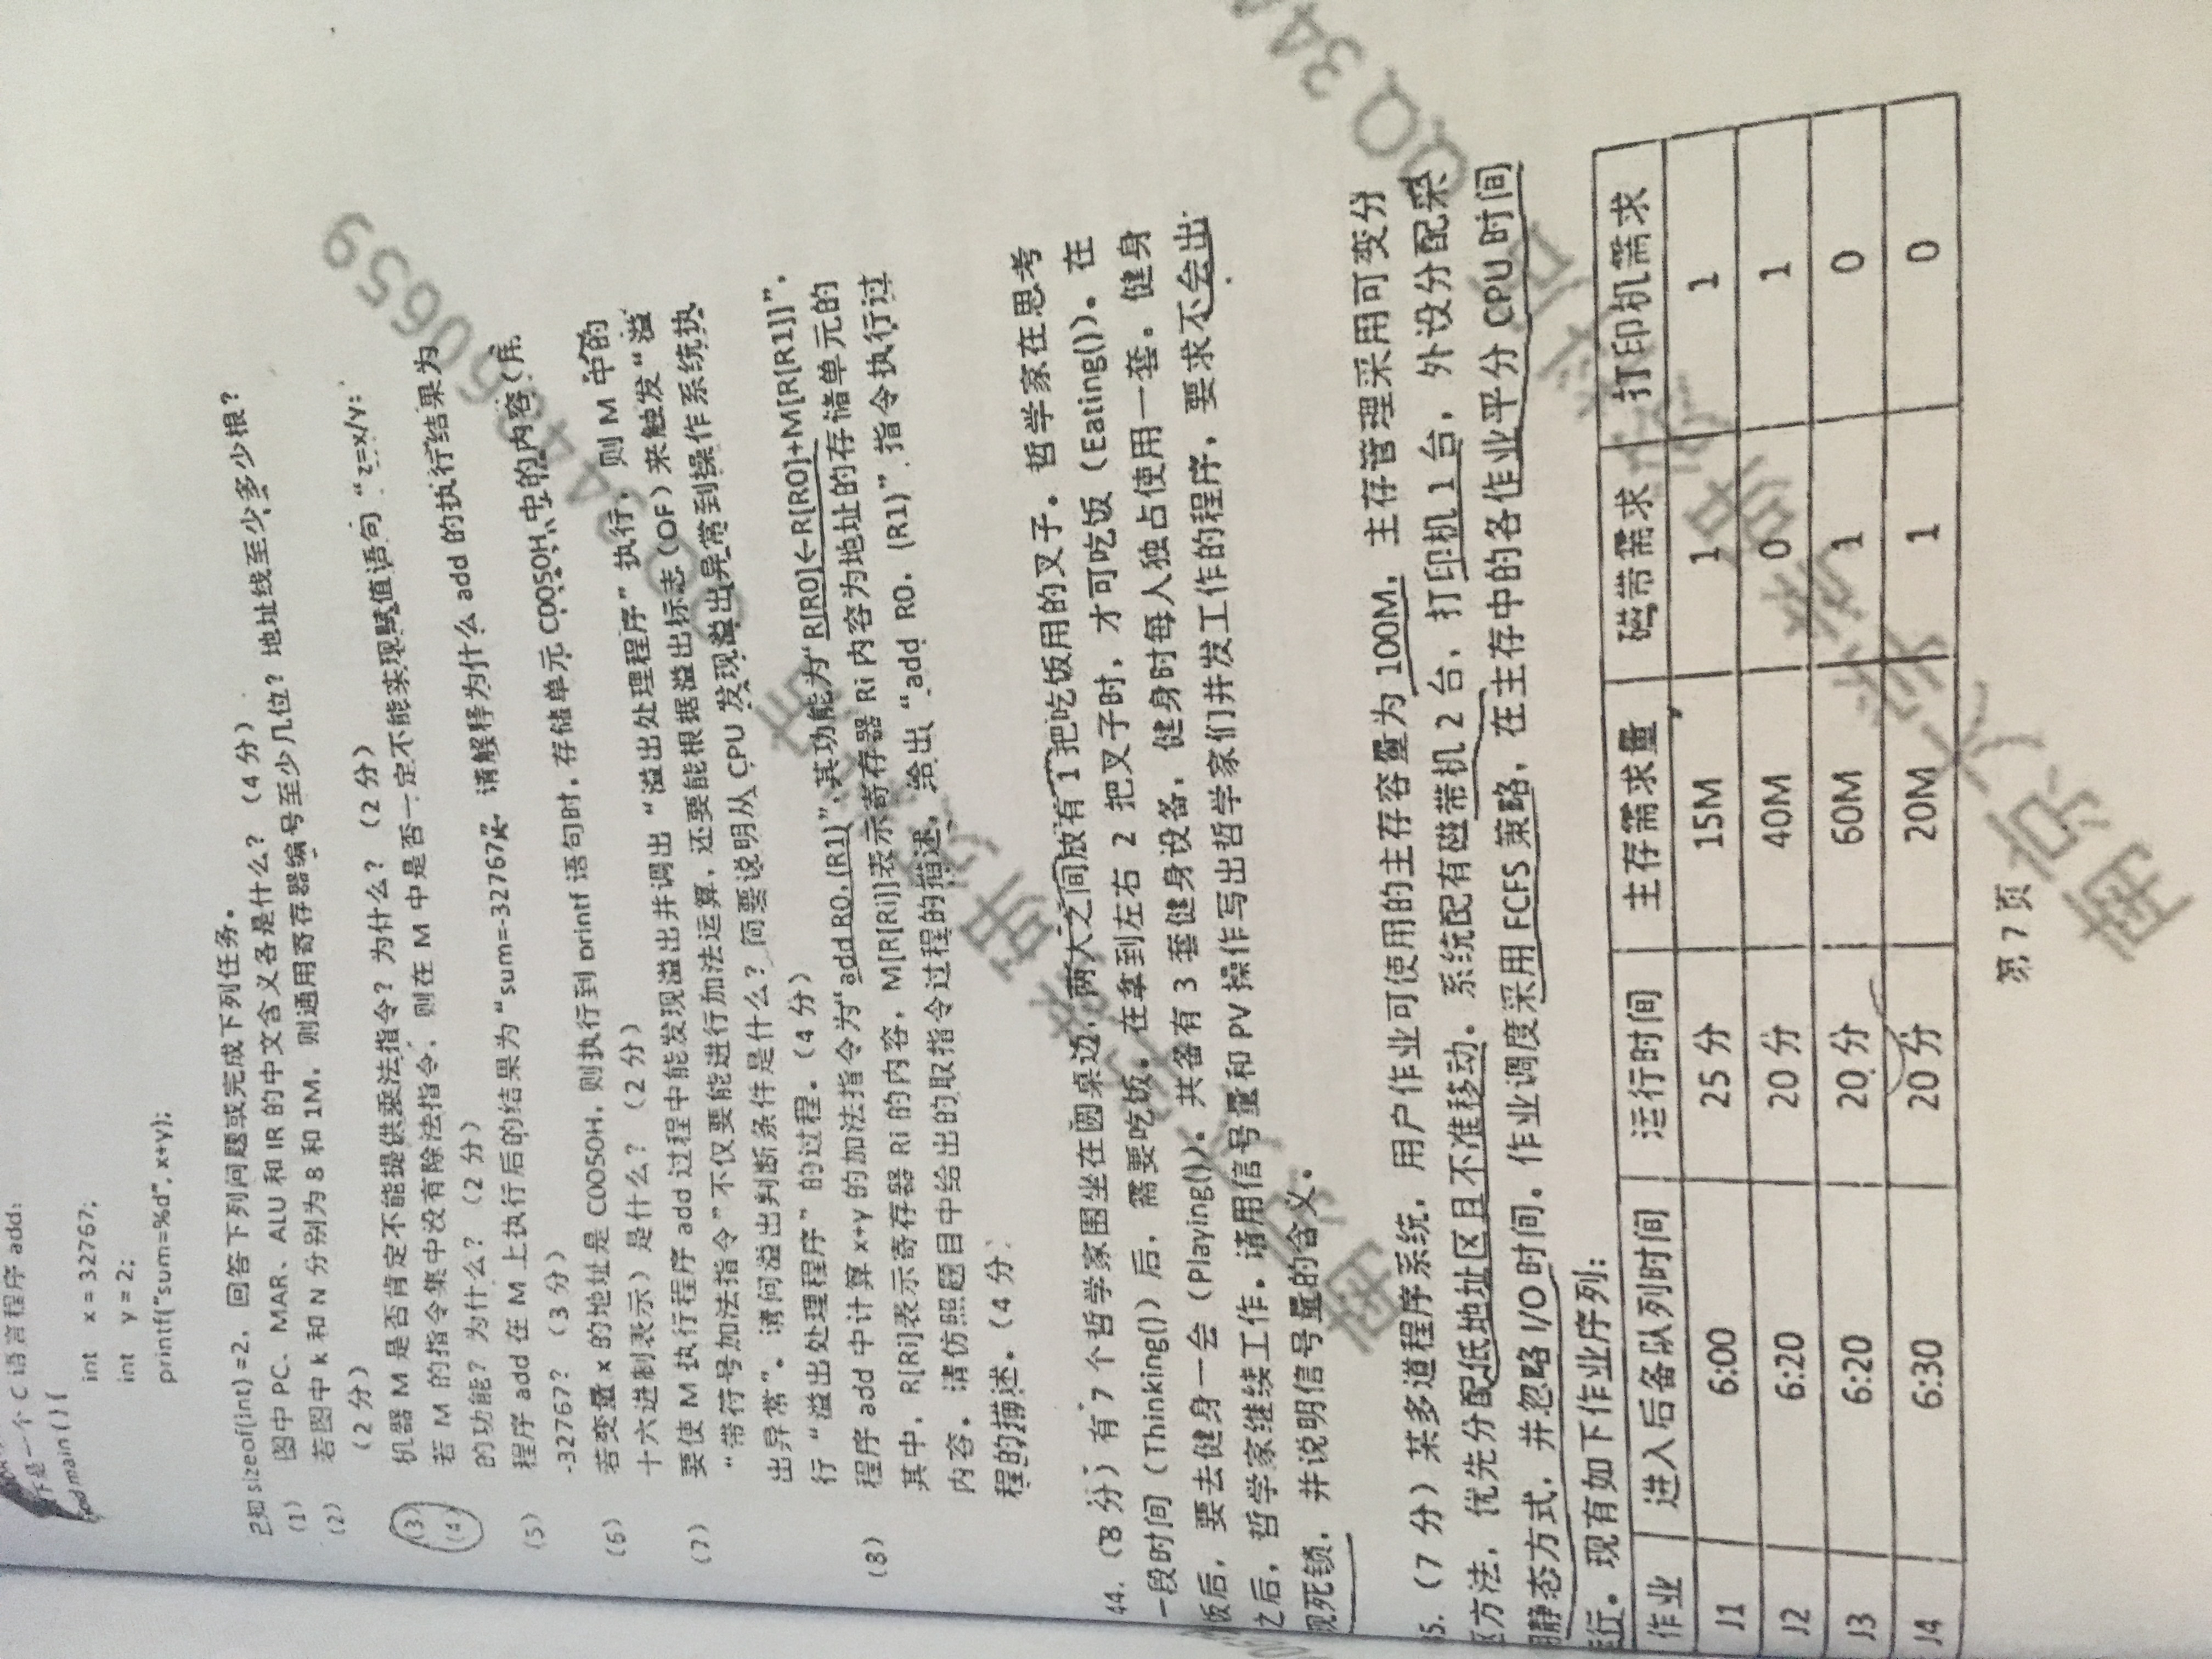 下是一个 C 语言程序 add：
void main ( ) {
int x = 32767;
int y = 2;
printf("sum=%d", x+y);
已知 sizeof(int) =2，回答下列问题或完成下列任务。
（1） 图中 PC、MAR、ALU 和 IR 的中文含义各是什么？（4 分）
（2） 若图中 k 和 N 分别为 8 和 1M，则通用寄存器编号至少几位？地址线至少多少根？
（2 分）
（3） 机器 M 是否肯定不能提供乘法指令？为什么？（2 分）
（4） 若 M 的指令集中没有除法指令，则在 M 中是否一定不能实现赋值语句“z=x/y;
的功能？为什么？（2 分）
（5） 程序 add 在 M 上执行后的结果为“sum=-32767”，请解释为什么 add 的执行结果为
-32767？（3 分）
（6） 若变量 x 的地址是 C0050H，则执行到 printf 语句时，存储单元 C0050H 中的内容（用
十六进制表示）是什么？（2 分）
（7） 要使 M 执行程序 add 过程中能发现溢出并调出“溢出处理程序”执行，则 M 中的
“带符号加法指令”不仅要能进行加法运算，还要能根据溢出标志（OF）来触发“溢
出异常”。请问溢出判断条件是什么？简要说明从 CPU 发现溢出异常到操作系统执
行“溢出处理程序”的过程。（4 分）
（8） 程序 add 中计算 x+y 的加法指令为“add R0，(R1)”，其功能为“R[R0]←R[R0]+M[R[R1]]”，
其中，R[Ri]表示寄存器 Ri 的内容，M[R[Ri]]表示寄存器 Ri 内容为地址的存储单元的
内容。请仿照题目中给出的取指令过程的描述，给出“add R0，(R1)”指令执行过
程的描述。（4 分）
44.（8 分）有 7 个哲学家围坐在圆桌边，两人之间放有 1 把吃饭用的叉子。哲学家在思考
一段时间（Thinking()）后，需要吃饭。在拿到左右 2 把叉子时，才可吃饭（Eating()）。在
饭后，要去健身一会（Playing()）。共备有 3 套健身设备，健身时每人独占使用一套。健身
之后，哲学家继续工作。请用信号量和 PV 操作写出哲学家们并发工作的程序，要求不会出
现死锁，并说明信号量的含义。
5.（7 分）某多道程序系统，用户作业可使用的主存容量为 100M，主存管理采用可变分
区方法，优先分配低地址区且不准移动。系统配有磁带机 2 台，打印机 1 台，外设分配采
用静态方式，并忽略 I/O 时间。作业调度采用 FCFS 策略，在主存中的各作业平分 CPU 时间
运行。现有如下作业序列：
作业 进入后备队列时间 运行时间 主存需求量 磁带需求 打印机需求
J1 6:00 25 分 15M 1 1
J2 6:20 20 分 40M 0 1
J3 6:20 20 分 60M 1 0
J4 6:30 20 分 20M 1 0
第 7 页
南京大学考研资料店 QQ 344860659
南京大学考研资料店 QQ 344